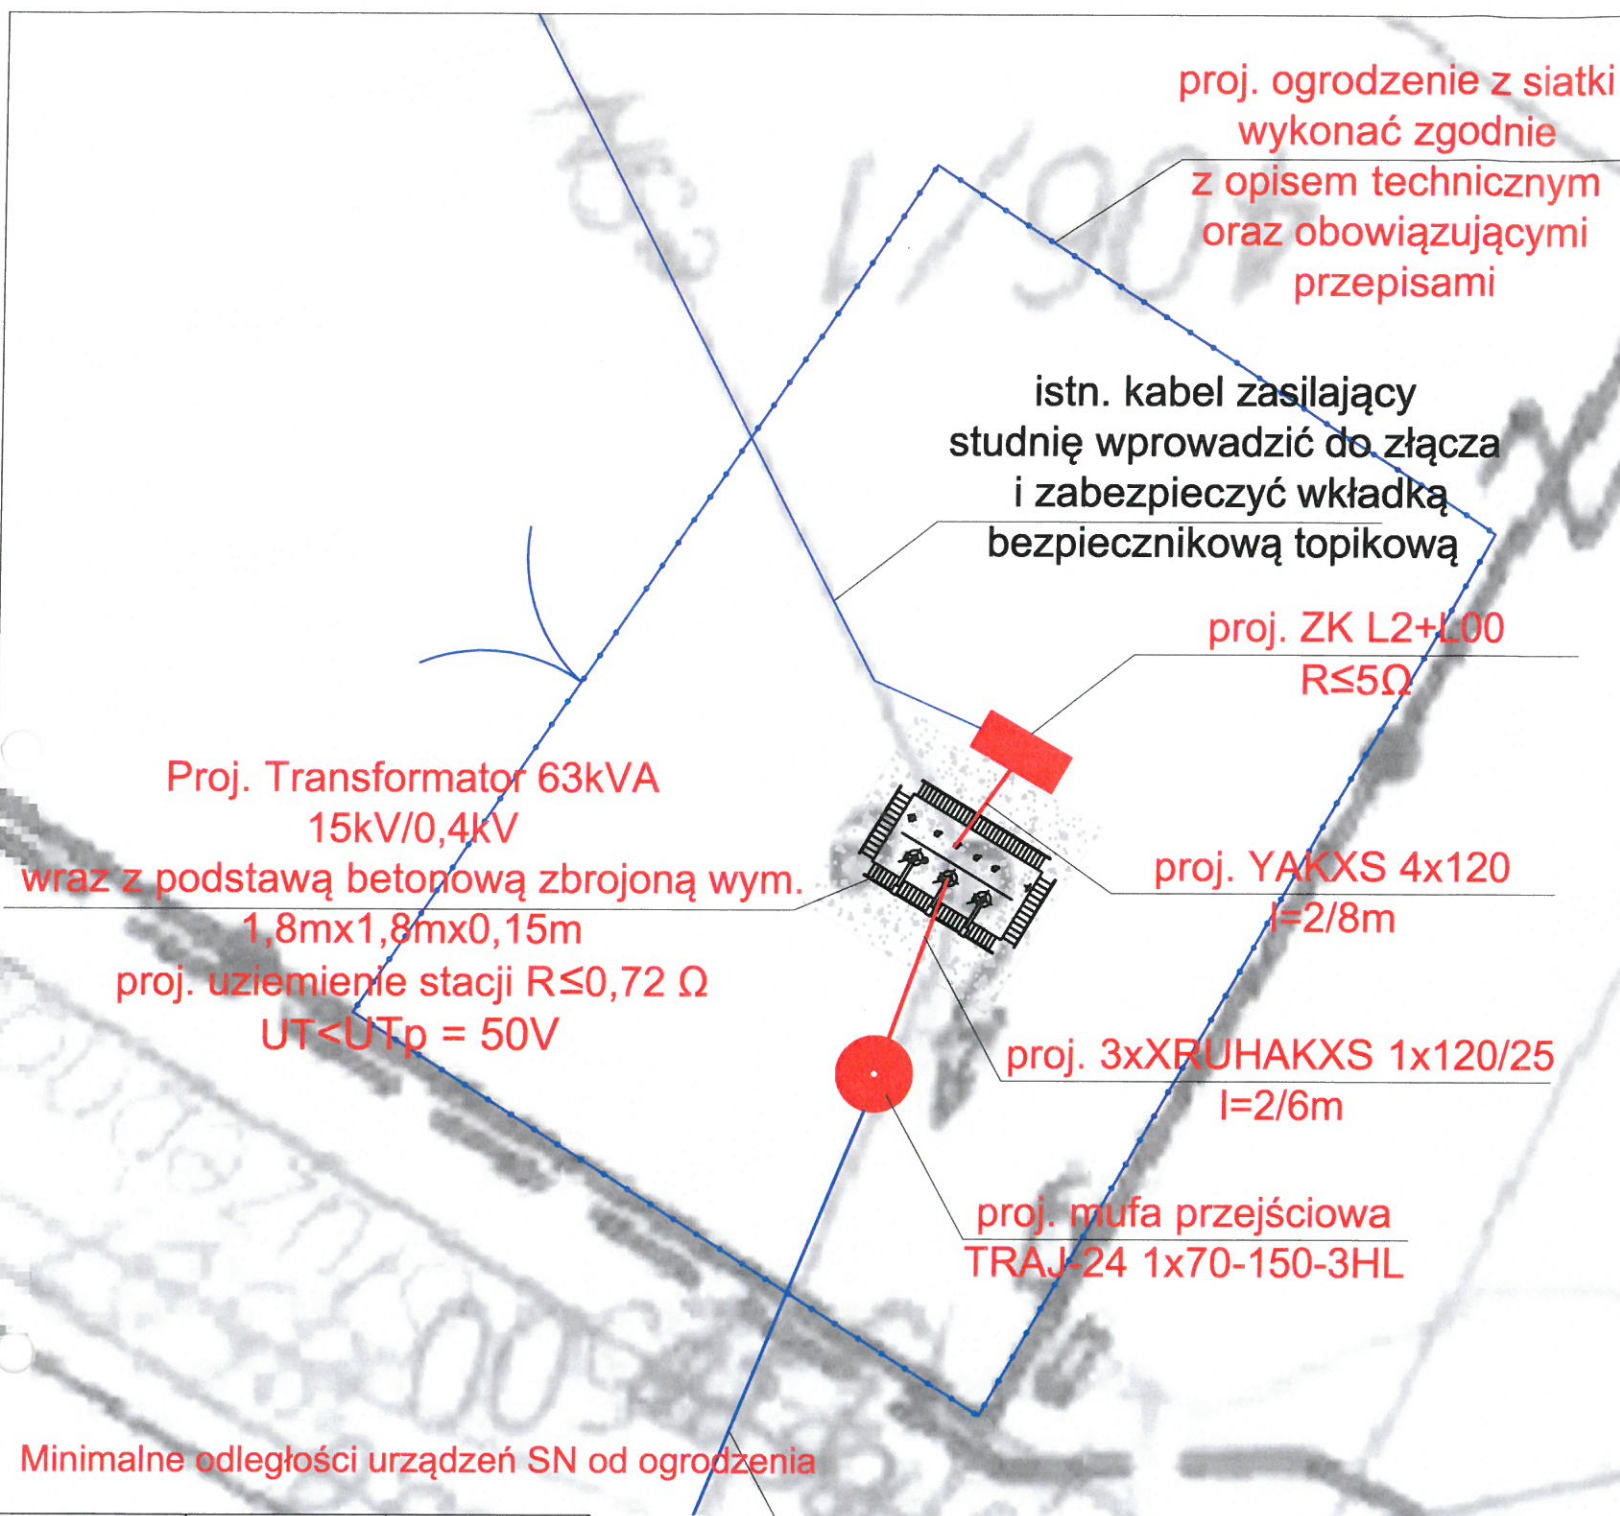 proj. ogrodzenie z siatki
wykonać zgodnie
z opisem technicznym
oraz obowiązującymi
przepisami
406/1
istn. kabel zasilający
studnię wprowadzić do złącza
i zabezpieczyć wkładką
bezpiecznikową topikową
proj. ZK L2+L00
R≤5Ω
Proj. Transformator 63kVA
15kV/0,4kV
wraz z podstawą betonową zbrojoną wym.
1,8mx1,8mx0,15m
proj. uziemienie stacji R≤0,72 Ω
UT<UTp = 50V
proj. YAKXS 4x120
l=2/8m
proj. 3xXRUHAKXS 1x120/25
l=2/6m
proj. mufa przejściowa
TRAJ-24 1x70-150-3HL
Minimalne odległości urządzeń SN od ogrodzenia